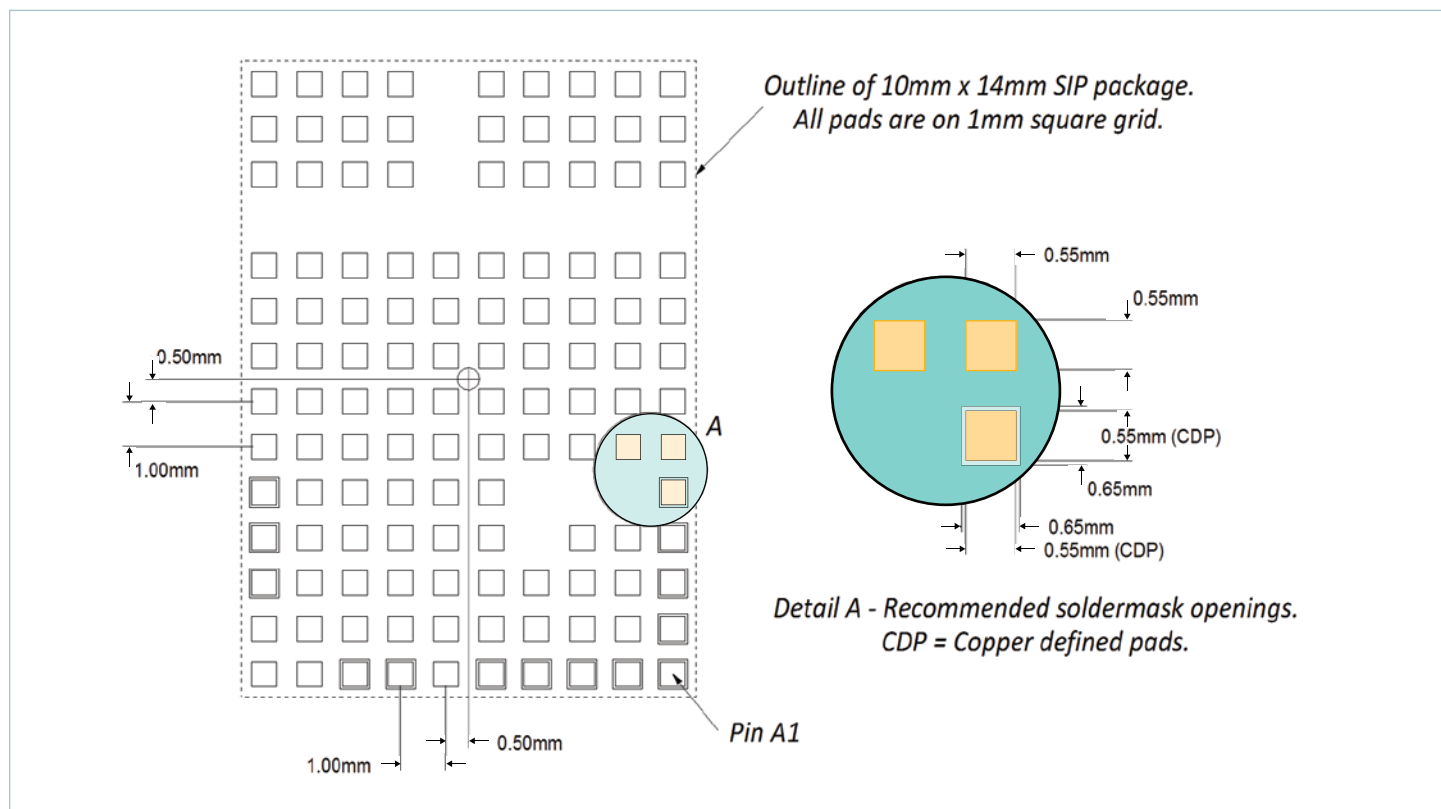 Outline of 10mm x 14mm SIP package.
All pads are on 1mm square grid.
0.55mm
0.55mm
0.50mm
A
0.55mm (CDP)
1.00mm
0.65mm
0.65mm
0.55mm (CDP)
Detail A - Recommended soldermask openings.
CDP = Copper defined pads.
Pin A1
0.50mm
1.00mm